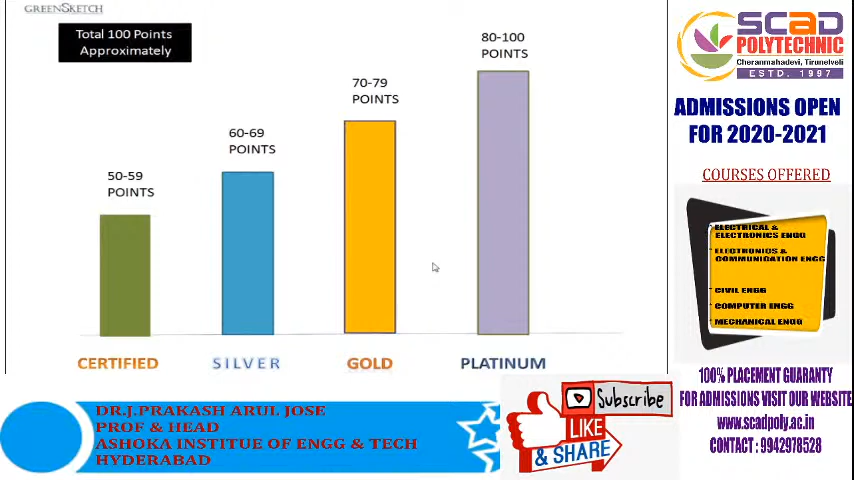 GREENSKETCH
Total 100 Points
Approximately
50-59
POINTS
60-69
POINTS
70-79
POINTS
80-100
POINTS
CERTIFIED
SILVER
GOLD
PLATINUM
SCAD
POLYTECHNIC
Cheranmahadevi, Tirunelveli
ESTD. 1997
ADMISSIONS OPEN
FOR 2020-2021
COURSES OFFERED
ELECTRICAL &
ELECTRONICS ENGG
ELECTRONICS &
COMMUNICATION ENGG
CIVIL ENGG
COMPUTER ENGG
MECHANICAL ENGG
100% PLACEMENT GUARANTY
FOR ADMISSIONS VISIT OUR WEBSITE
www.scadpoly.ac.in
CONTACT : 9942978528
DR.J.PRAKASH ARUL JOSE
PROF & HEAD
ASHOKA INSTITUE OF ENGG & TECH
HYDERABAD
Subscribe
LIKE
& SHARE